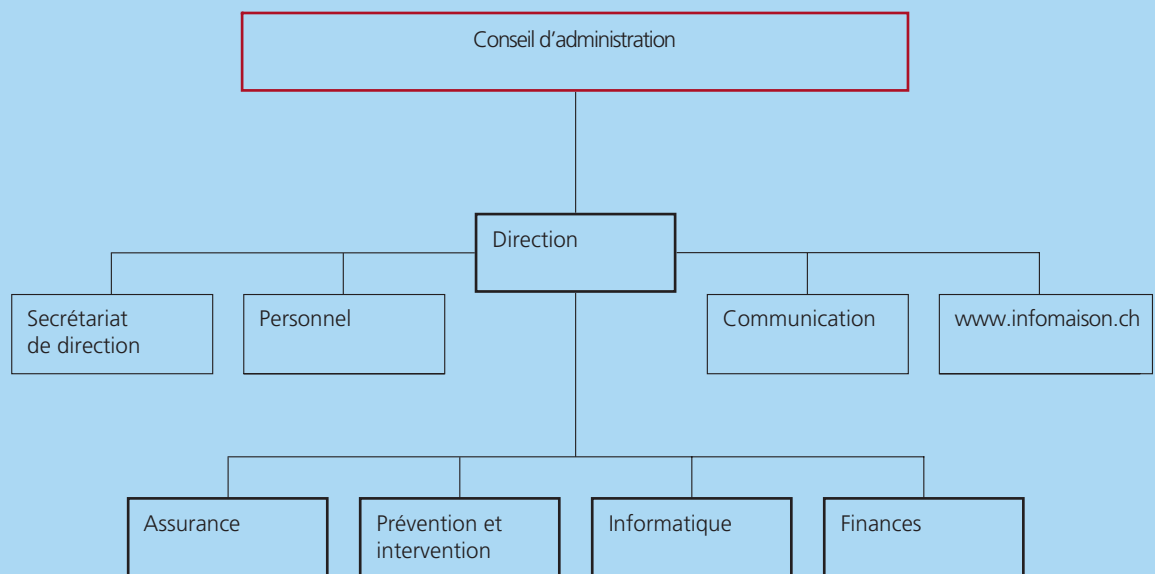 Conseil d'administration
Direction
Secrétariat
de direction
Personnel
Communication
www.infomaison.ch
Assurance
Prévention et
intervention
Informatique
Finances